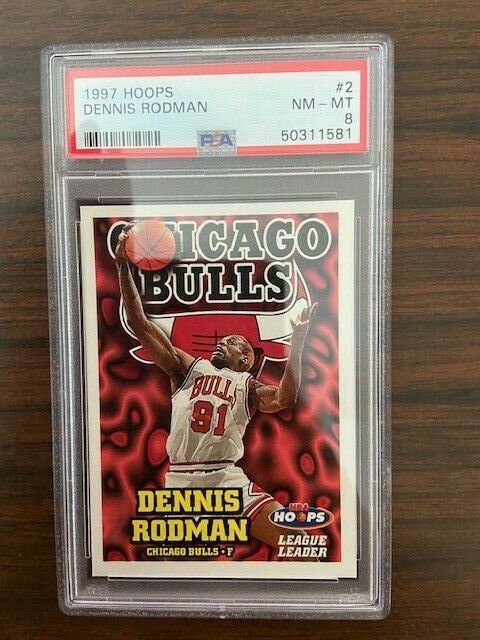 1997 HOOPS #2
DENNIS RODMAN NM - MT
8
PSA 50311581
CHICAGO
BULLS
BULLS
91
DENNIS
RODMAN
CHICAGO BULLS • F
NBA
HOOPS
LEAGUE
LEADER